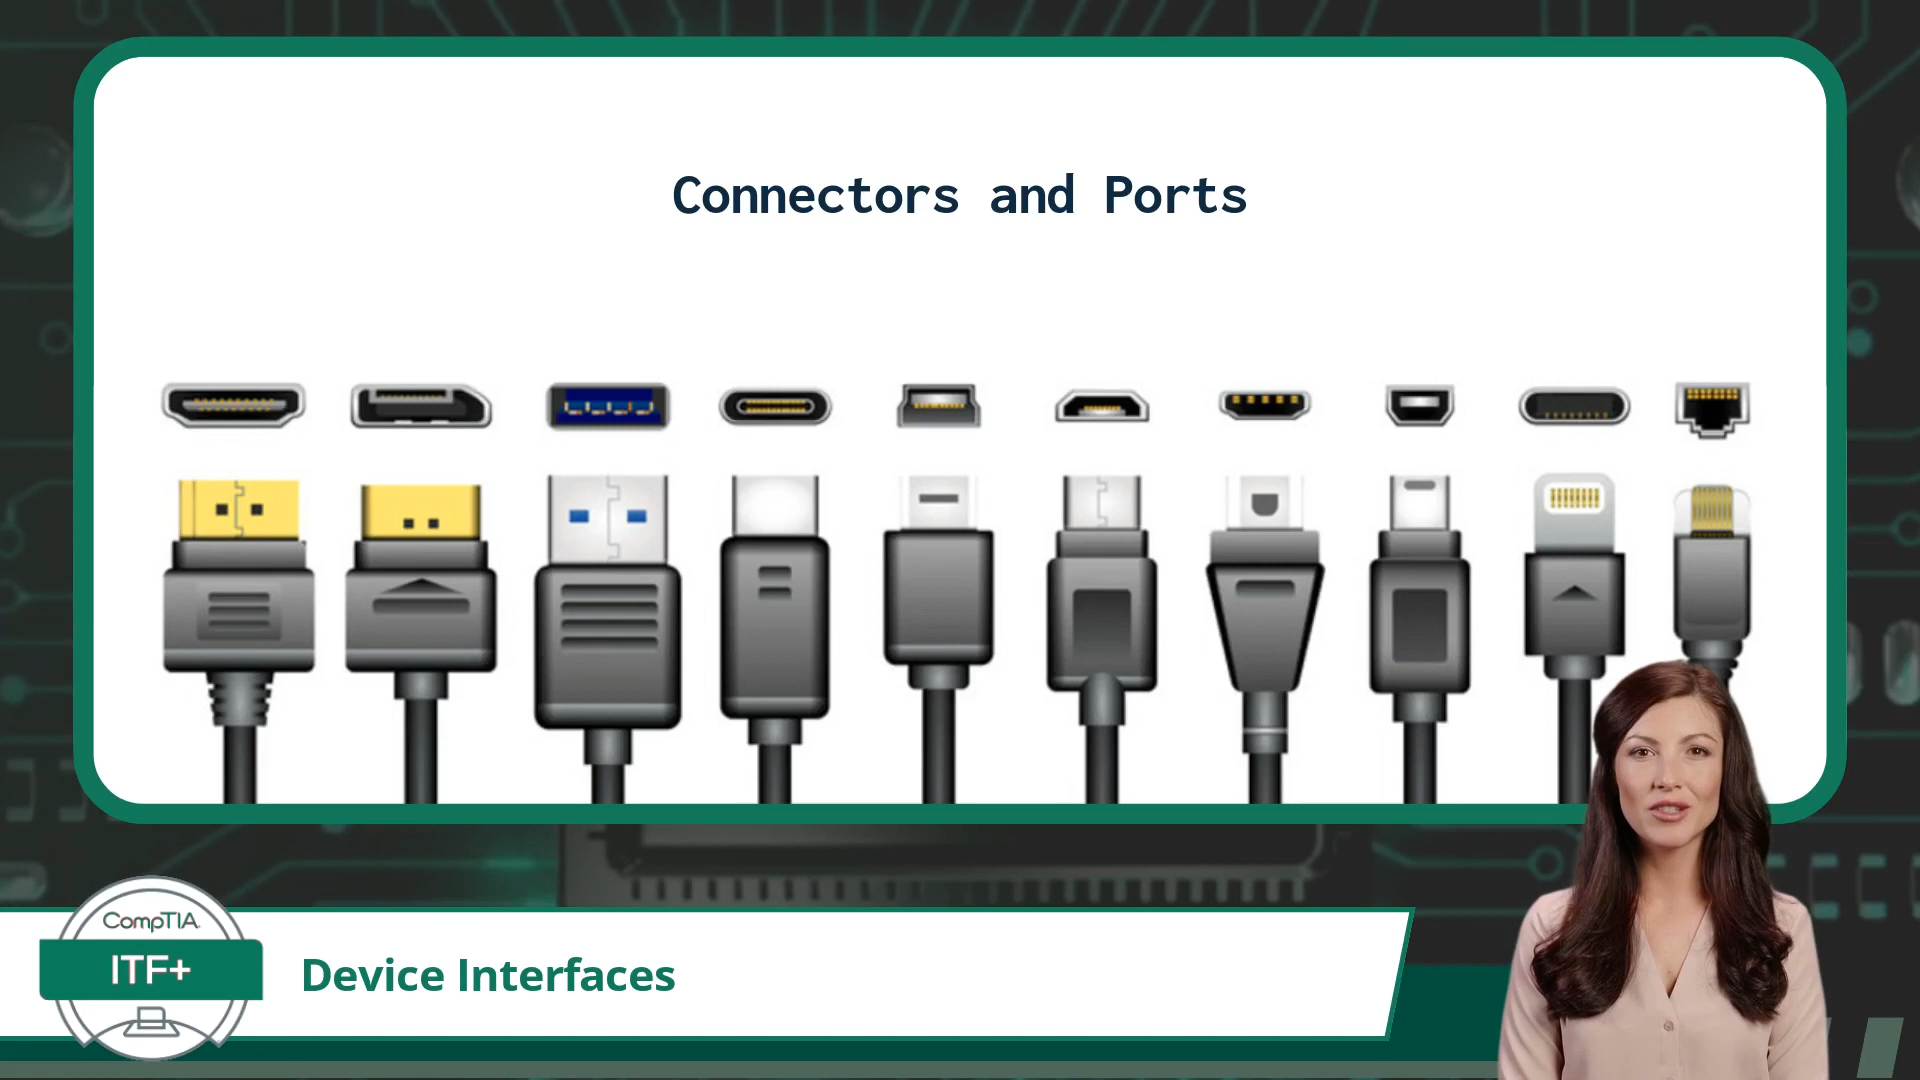 Connectors and Ports
CompTIA.
ITF+
Device Interfaces